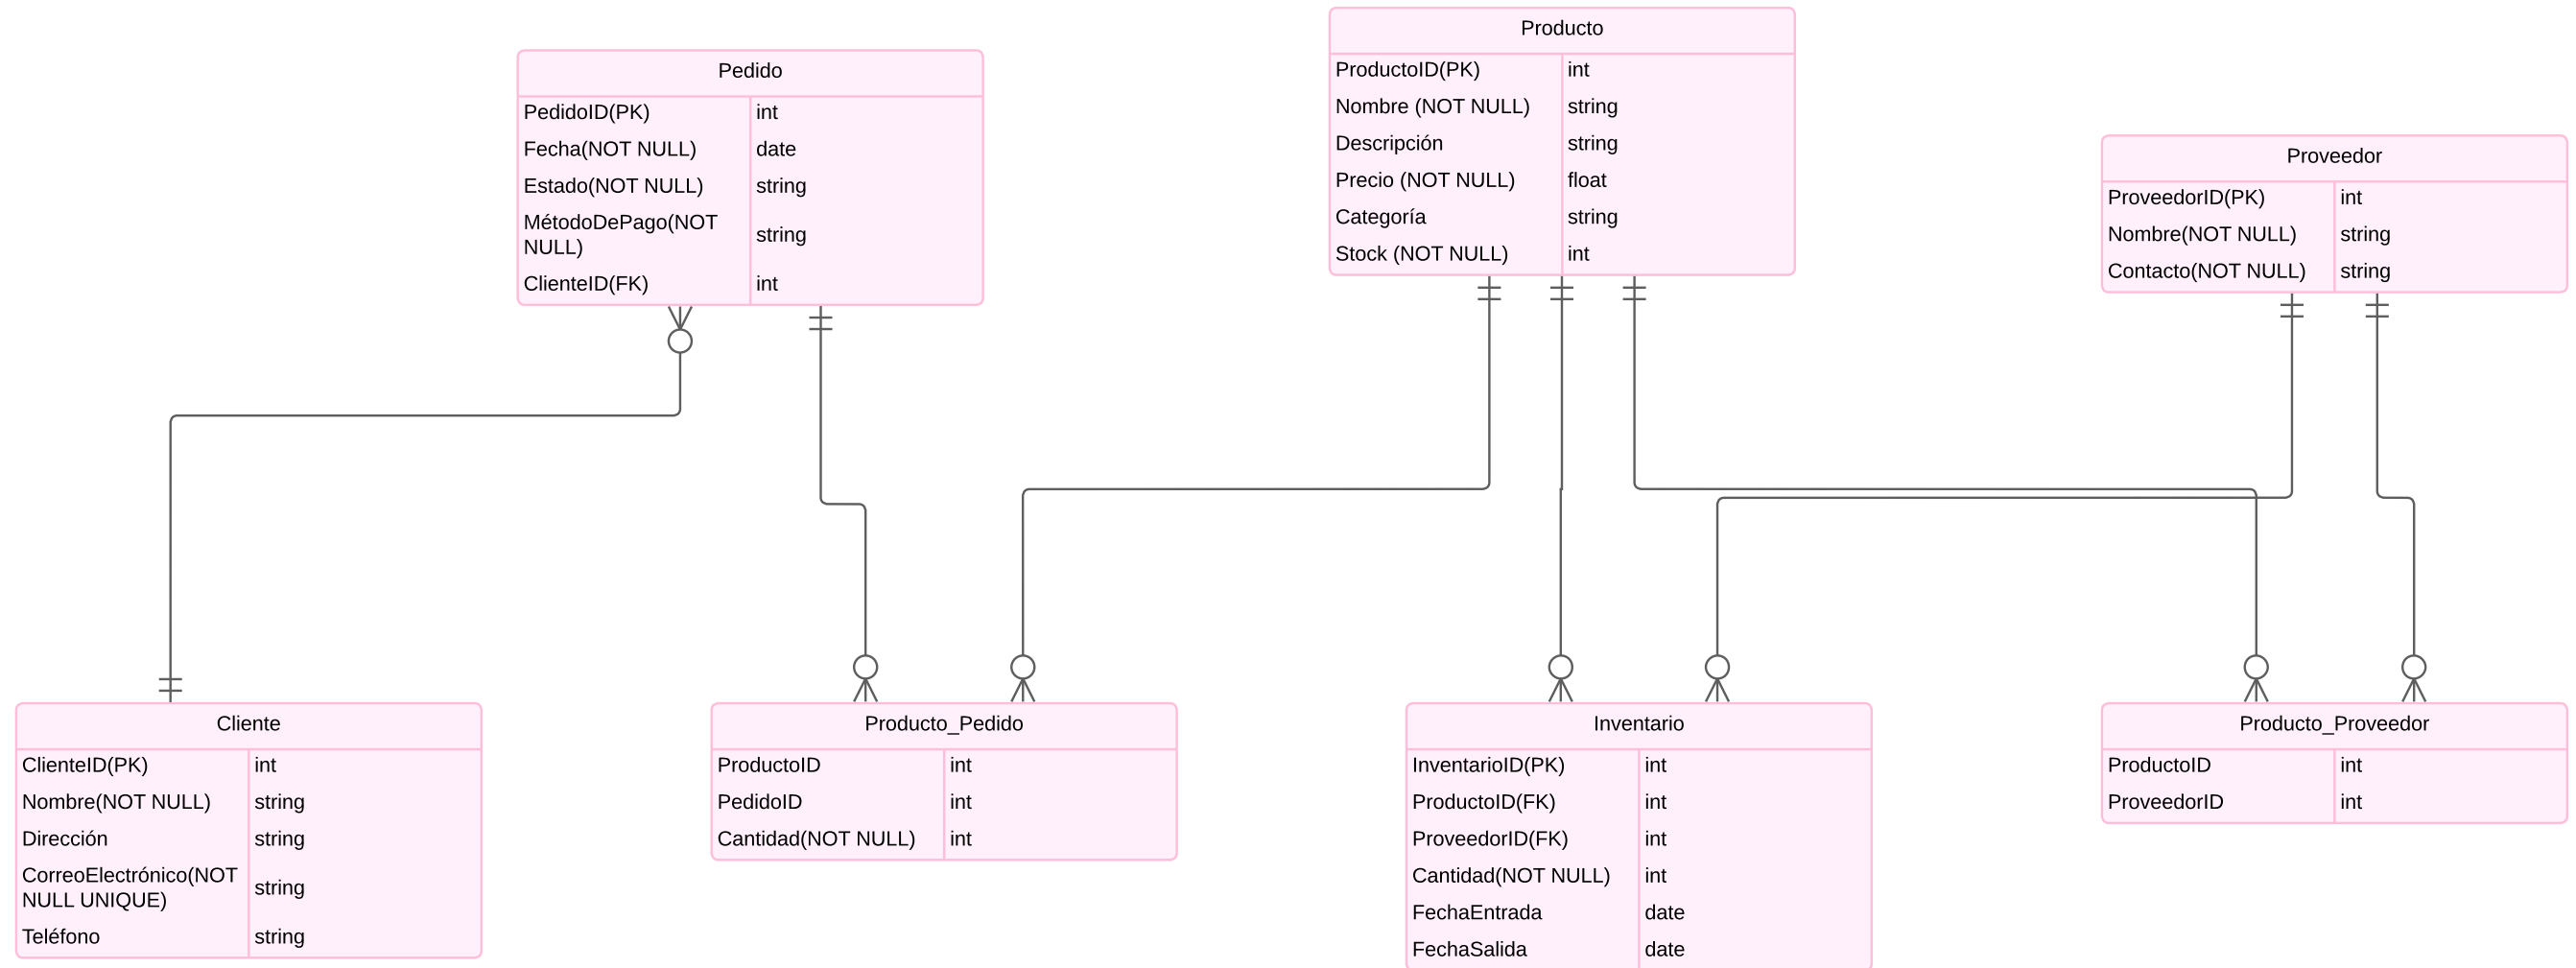 Pedido
PedidoID(PK) int
Fecha(NOT NULL) date
Estado(NOT NULL) string
MétodoDePago(NOT
NULL) string
ClienteID(FK) int
Producto
ProductoID(PK) int
Nombre (NOT NULL) string
Descripción string
Precio (NOT NULL) float
Categoría string
Stock (NOT NULL) int
Proveedor
ProveedorID(PK) int
Nombre(NOT NULL) string
Contacto(NOT NULL) string
Cliente
ClienteID(PK) int
Nombre(NOT NULL) string
Dirección string
CorreoElectrónico(NOT
NULL UNIQUE) string
Teléfono string
Producto_Pedido
ProductoID int
PedidoID int
Cantidad(NOT NULL) int
Inventario
InventarioID(PK) int
ProductoID(FK) int
ProveedorID(FK) int
Cantidad(NOT NULL) int
FechaEntrada date
FechaSalida date
Producto_Proveedor
ProductoID int
ProveedorID int